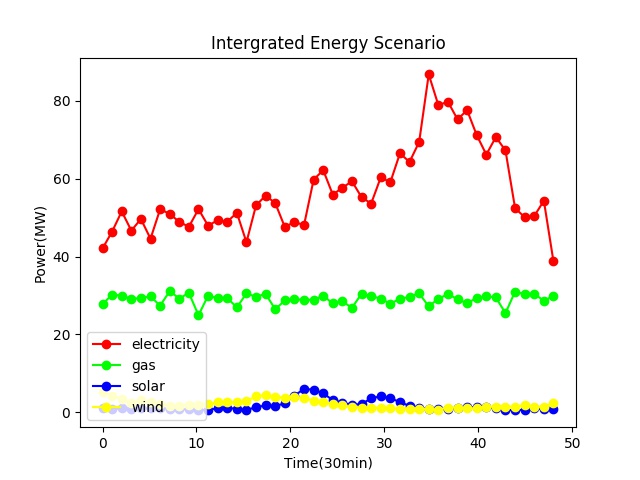 Intergrated Energy Scenario
Power(MW)
80
60
40
20
0
electricity
gas
solar
wind
0 10 20 30 40 50
Time(30min)